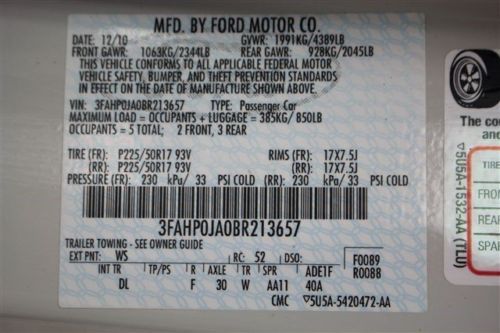 MFD. BY FORD MOTOR CO.
DATE: 12/10 GVWR: 1991KG/4389LB
FRONT GAWR: 1063KG/2344LB REAR GAWR: 928KG/2045LB
THIS VEHICLE CONFORMS TO ALL APPLICABLE FEDERAL MOTOR
VEHICLE SAFETY, BUMPER, AND THEFT PREVENTION STANDARDS
IN EFFECT ON THE DATE OF MANUFACTURE SHOWN ABOVE.
VIN: 3FAHP0JA0BR213657 TYPE: Passenger Car
MAXIMUM LOAD = OCCUPANTS + LUGGAGE = 385KG/ 850LB
OCCUPANTS = 5 TOTAL; 2 FRONT, 3 REAR
TIRE (FR): P225/50R17 93V RIMS (FR): 17X7.5J
(RR): P225/50R17 93V (RR): 17X7.5J
PRESSURE (FR): 230 kPa/ 33 PSI COLD (RR): 230 kPa/ 33 PSI COLD
3FAHP0JA0BR213657
TRAILER TOWING - SEE OWNER GUIDE
EXT PNT: WS RC: 52 DSO: F0089
R0088
INT TR TP/PS R AXLE TR SPR ADE1F
DL F 30 W AA11 40A
CMC ▽5U5A-5420472-AA
The co
and
TIRE
FRON
REAR
SPA
▽5U5A-1532-AA (TLU)